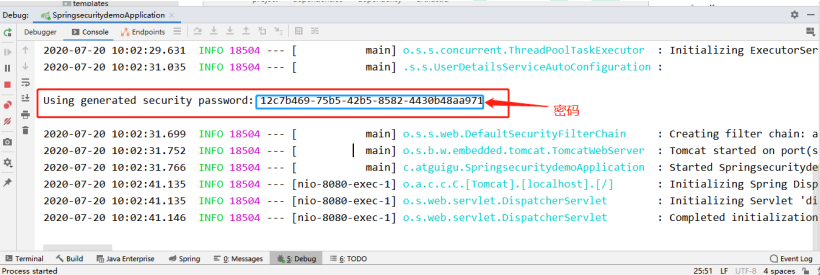 templates
Debug: SpringsecuritydemoApplication
Debugger Console Endpoints
2020-07-20 10:02:29.631 INFO 18504 --- [ main] o.s.s.concurrent.ThreadPoolTaskExecutor : Initializing ExecutorSer
2020-07-20 10:02:31.035 INFO 18504 --- [ main] .s.s.UserDetailsServiceAutoConfiguration :
Using generated security password: 12c7b469-75b5-42b5-8582-4430b48aa971 密码
2020-07-20 10:02:31.699 INFO 18504 --- [ main] o.s.s.web.DefaultSecurityFilterChain : Creating filter chain: a
2020-07-20 10:02:31.752 INFO 18504 --- [ main] o.s.b.w.embedded.tomcat.TomcatWebServer : Tomcat started on port(s
2020-07-20 10:02:31.766 INFO 18504 --- [ main] c.atguigu.SpringsecuritydemoApplication : Started Springsecurityde
2020-07-20 10:02:41.135 INFO 18504 --- [nio-8080-exec-1] o.a.c.c.C.[Tomcat].[localhost].[/] : Initializing Spring Disp
2020-07-20 10:02:41.135 INFO 18504 --- [nio-8080-exec-1] o.s.web.servlet.DispatcherServlet : Initializing Servlet 'di
2020-07-20 10:02:41.146 INFO 18504 --- [nio-8080-exec-1] o.s.web.servlet.DispatcherServlet : Completed initialization
Terminal Build Java Enterprise Spring 0: Messages 5: Debug 6: TODO Event Log
Process started 25:51 LF UTF-8 4 spaces